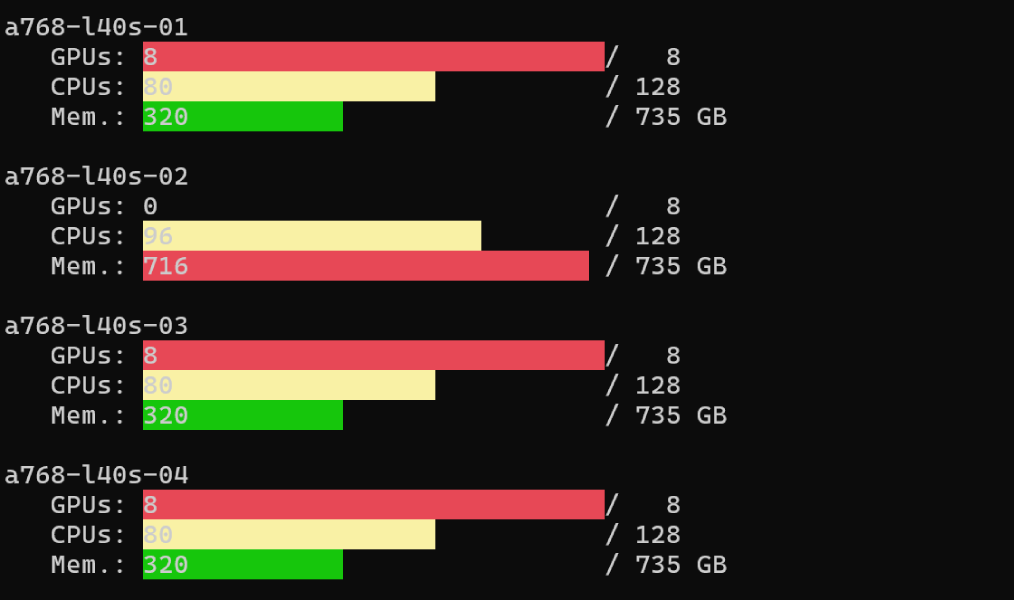 a768-l40s-01
GPUs: 8 / 8
CPUs: 80 / 128
Mem.: 320 / 735 GB
a768-l40s-02
GPUs: 0 / 8
CPUs: 96 / 128
Mem.: 716 / 735 GB
a768-l40s-03
GPUs: 8 / 8
CPUs: 80 / 128
Mem.: 320 / 735 GB
a768-l40s-04
GPUs: 8 / 8
CPUs: 80 / 128
Mem.: 320 / 735 GB